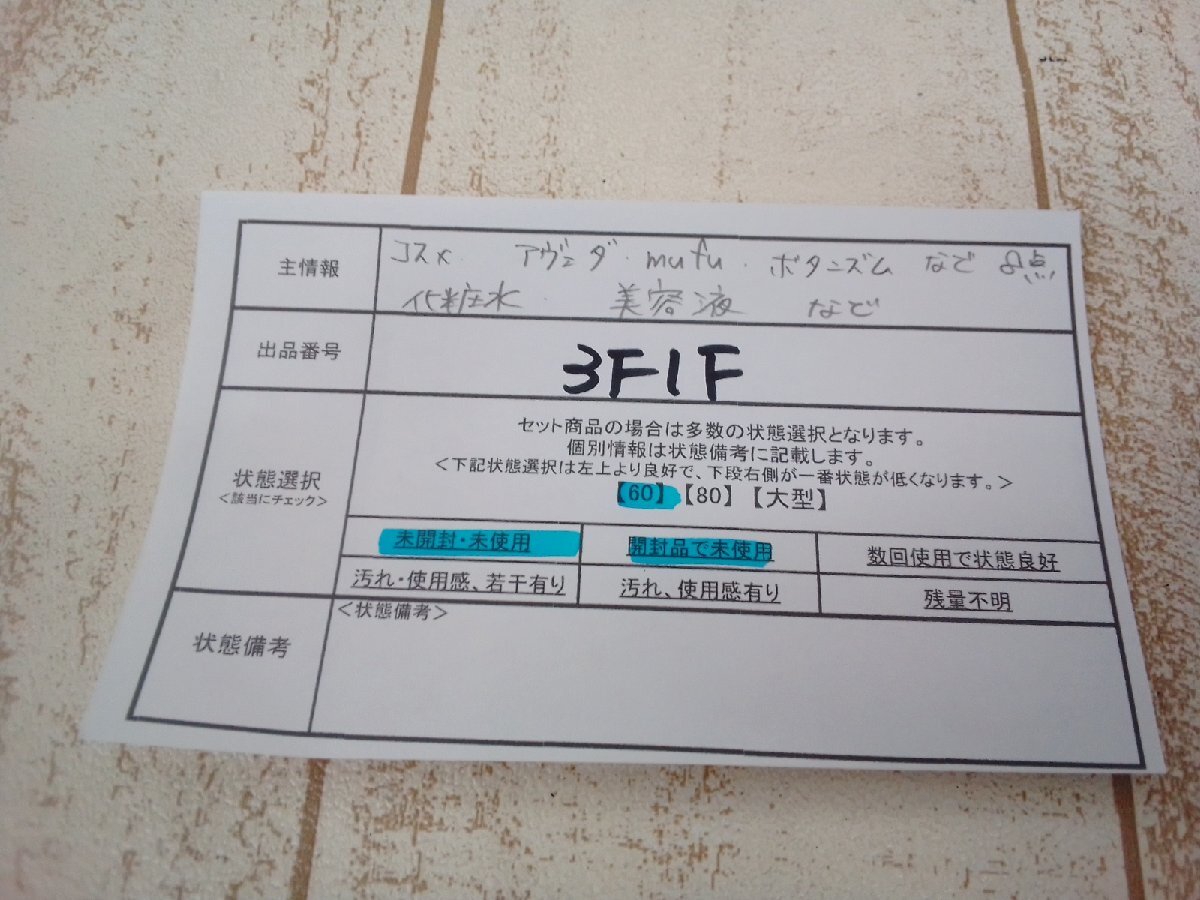 主情報
コスメ アヴェダ・mufu・ボタニズム など 8点
化粧水 美容液 など
出品番号
3F1F
状態選択
<該当にチェック>
セット商品の場合は多数の状態選択となります。
個別情報は状態備考に記載します。
<下記状態選択は左上より良好で、下段右側が一番状態が低くなります。>
【60】【80】【大型】
未開封・未使用 開封品で未使用 数回使用で状態良好
汚れ・使用感、若干有り 汚れ、使用感有り 残量不明
状態備考
<状態備考>